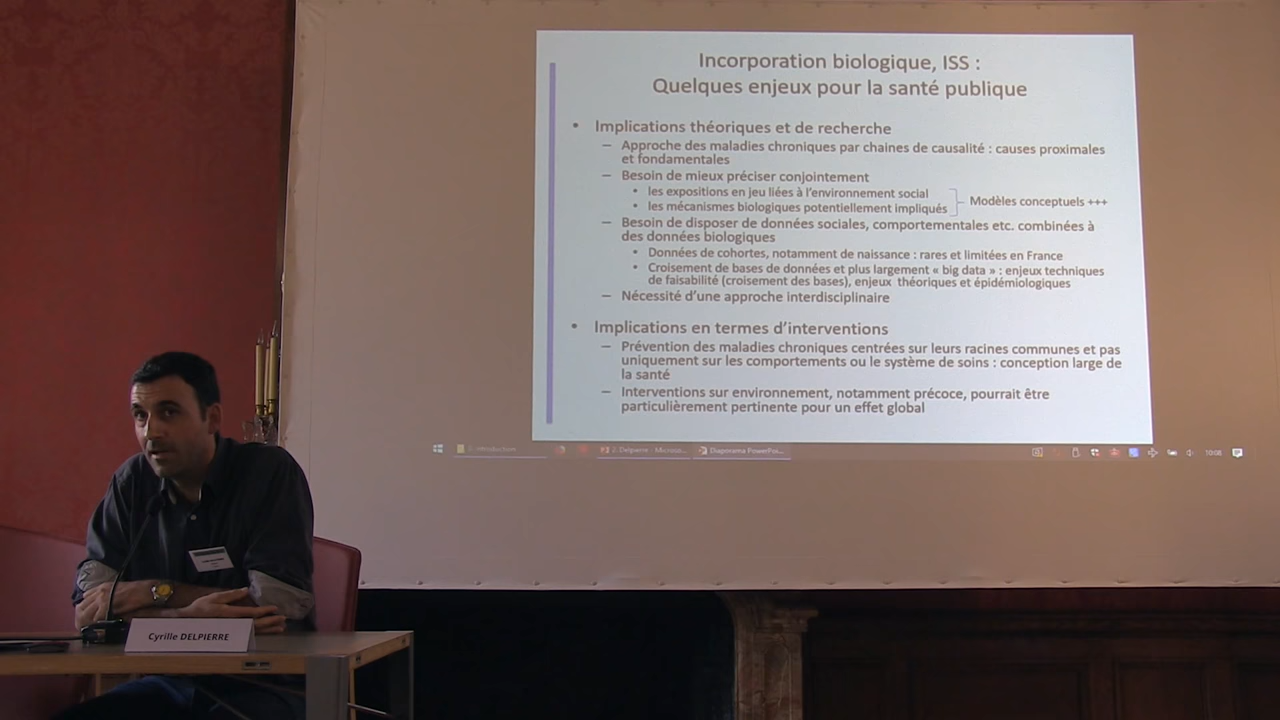 Incorporation biologique, ISS :
Quelques enjeux pour la santé publique
• Implications théoriques et de recherche
– Approche des maladies chroniques par chaines de causalité : causes proximales
et fondamentales
– Besoin de mieux préciser conjointement
• les expositions en jeu liées à l'environnement social
• les mécanismes biologiques potentiellement impliqués
Modèles conceptuels +++
– Besoin de disposer de données sociales, comportementales etc. combinées à
des données biologiques
• Données de cohortes, notamment de naissance : rares et limitées en France
• Croisement de bases de données et plus largement « big data » : enjeux techniques
de faisabilité (croisement des bases), enjeux théoriques et épidémiologiques
– Nécessité d'une approche interdisciplinaire
• Implications en termes d'interventions
– Prévention des maladies chroniques centrées sur leurs racines communes et pas
uniquement sur les comportements ou le système de soins : conception large de
la santé
– Interventions sur environnement, notamment précoce, pourrait être
particulièrement pertinente pour un effet global
2. Delpierre - Microso...
Diaporama PowerPoi...
10:08
Cyrille DELPIERRE